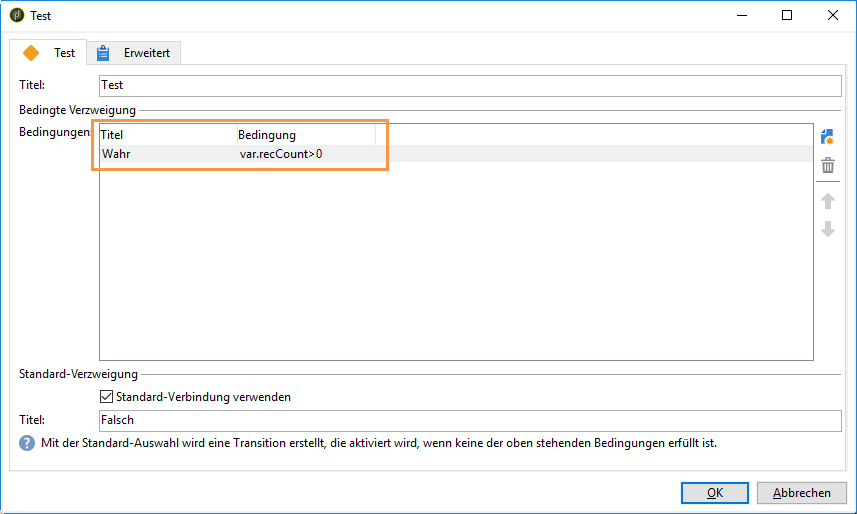 Test
Test Erweitert
Titel: Test
Bedingte Verzweigung
Bedingungen: Titel Bedingung
Wahr var.recCount>0
Standard-Verzweigung
Standard-Verbindung verwenden
Titel: Falsch
? Mit der Standard-Auswahl wird eine Transition erstellt, die aktiviert wird, wenn keine der oben stehenden Bedingungen erfüllt ist.
OK Abbrechen